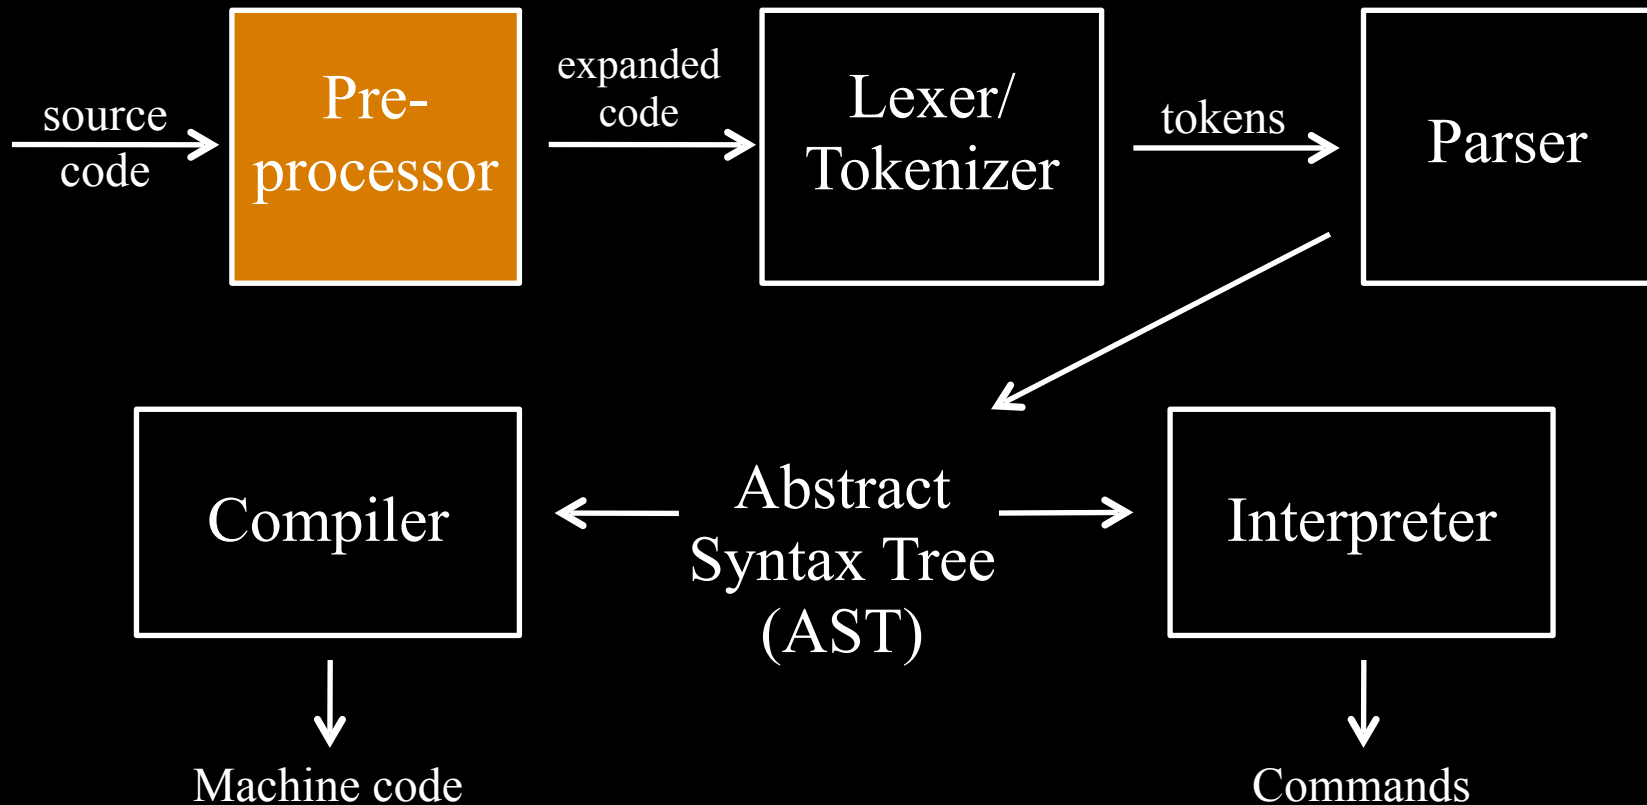 source
code
Pre-
processor
expanded
code
Lexer/
Tokenizer
tokens
Parser
Compiler
Abstract
Syntax Tree
(AST)
Interpreter
Machine code
Commands